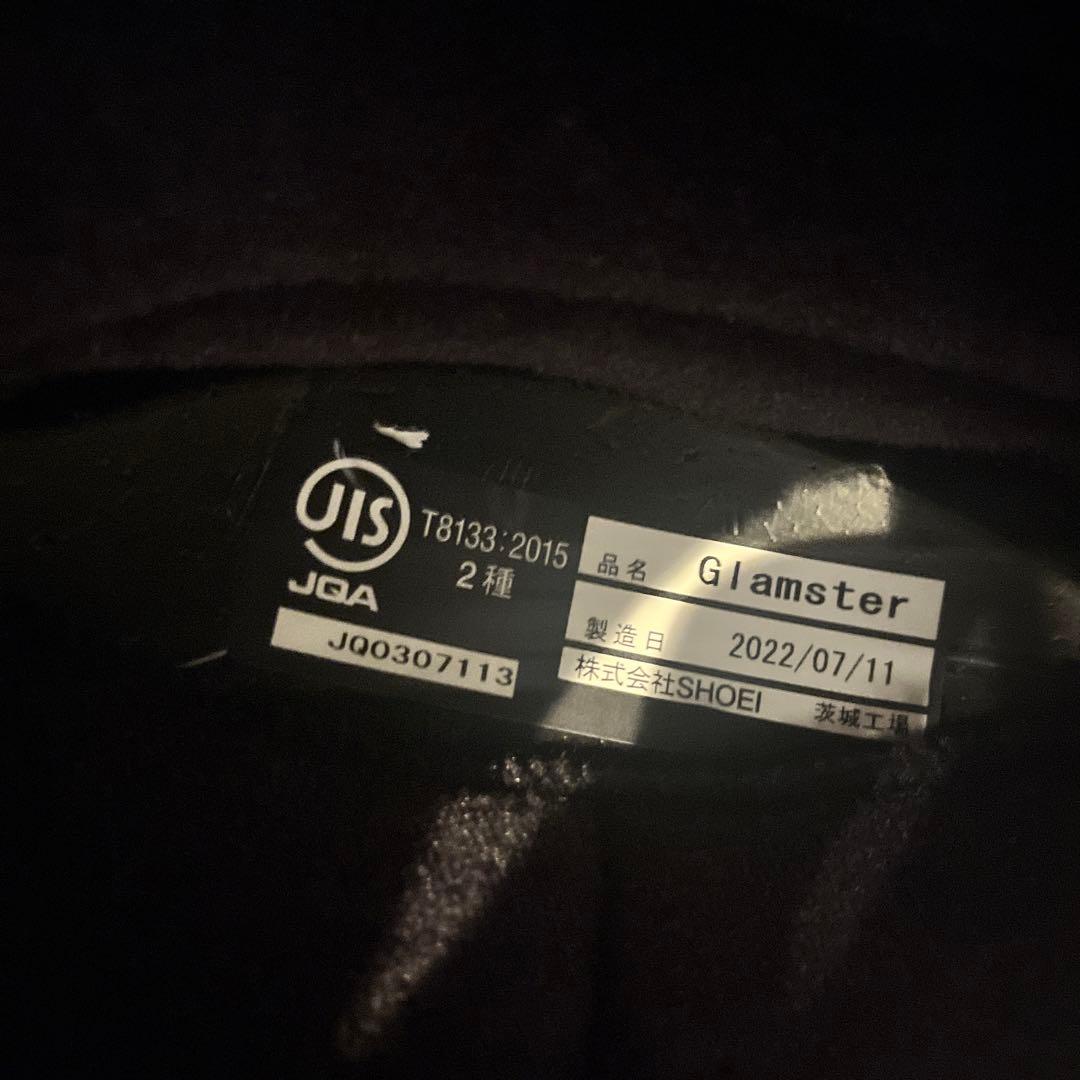 JIS
JQA
T8133:2015
2種
JQ0307113
品名 Glamster
製造日 2022/07/11
株式会社SHOEI 茨城工場